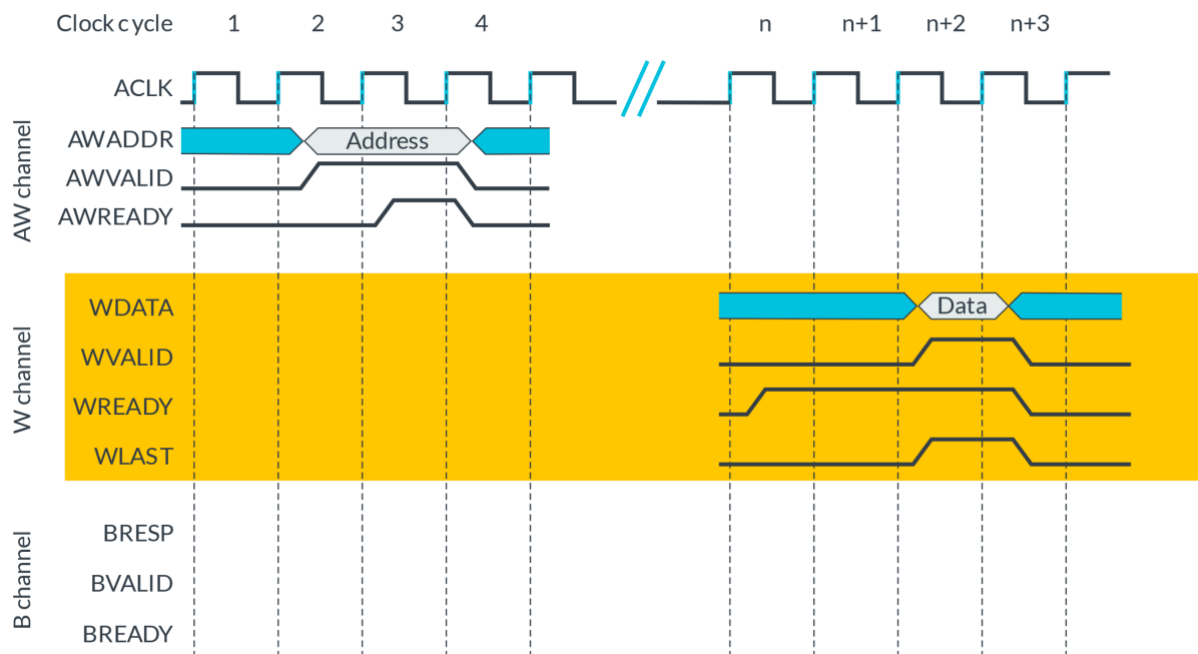 Clock cycle 1 2 3 4 n n+1 n+2 n+3
ACLK
AW channel
AWADDR Address
AWVALID
AWREADY
W channel
WDATA Data
WVALID
WREADY
WLAST
B channel
BRESP
BVALID
BREADY